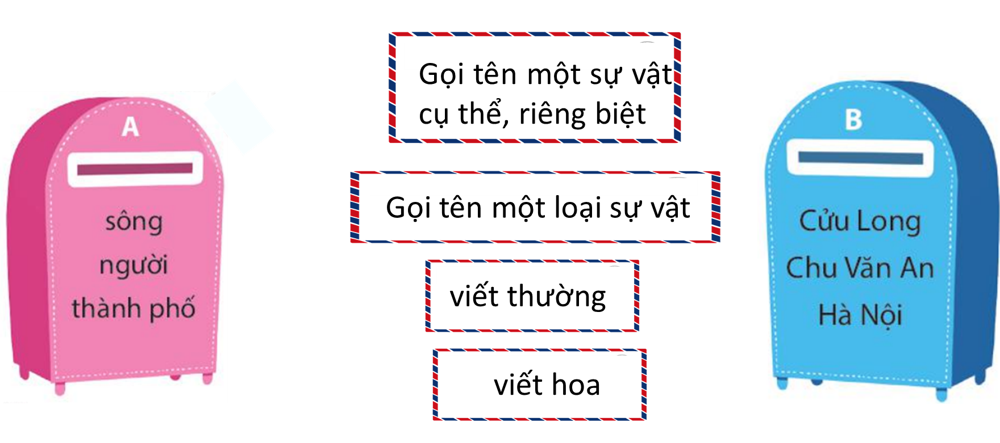 A
sông
người
thành phố
Gọi tên một sự vật
cụ thể, riêng biệt
Gọi tên một loại sự vật
viết thường
viết hoa
B
Cửu Long
Chu Văn An
Hà Nội